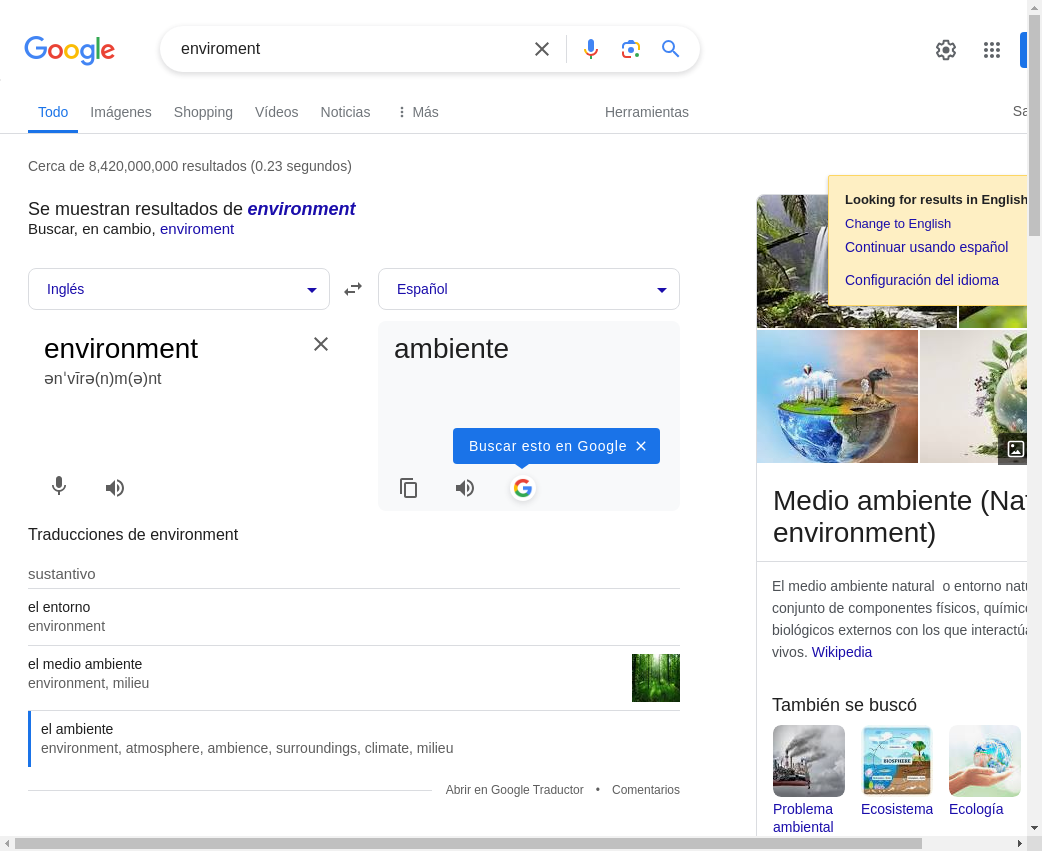 Google
enviroment
Todo
Imágenes
Shopping
Vídeos
Noticias
Más
Herramientas
Sa
Cerca de 8,420,000,000 resultados (0.23 segundos)
Se muestran resultados de environment
Buscar, en cambio, enviroment
Inglés
Español
environment
ənˈvīrə(n)m(ə)nt
ambiente
Buscar esto en Google
Traducciones de environment
sustantivo
el entorno
environment
el medio ambiente
environment, milieu
el ambiente
environment, atmosphere, ambience, surroundings, climate, milieu
Abrir en Google Traductor • Comentarios
Looking for results in English
Change to English
Continuar usando español
Configuración del idioma
Medio ambiente (Nat
environment)
El medio ambiente natural o entorno natu
conjunto de componentes físicos, químico
biológicos externos con los que interactúa
vivos. Wikipedia
También se buscó
BIOSPHERE
Problema
ambiental
Ecosistema
Ecología